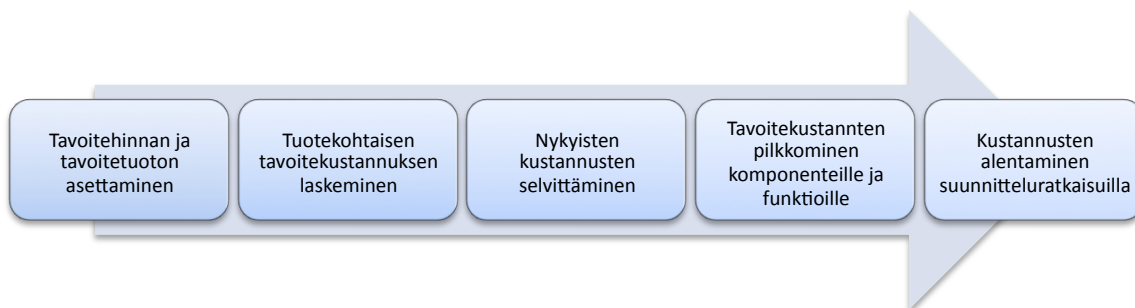 Tavoitehinnan ja
tavoitetuoton
asettaminen
Tuotekohtaisen
tavoitekustannuksen
laskeminen
Nykyisten
kustannusten
selvittäminen
Tavoitekustannten
pilkkominen
komponenteille ja
funktioille
Kustannusten
alentaminen
suunnitteluratkaisuilla